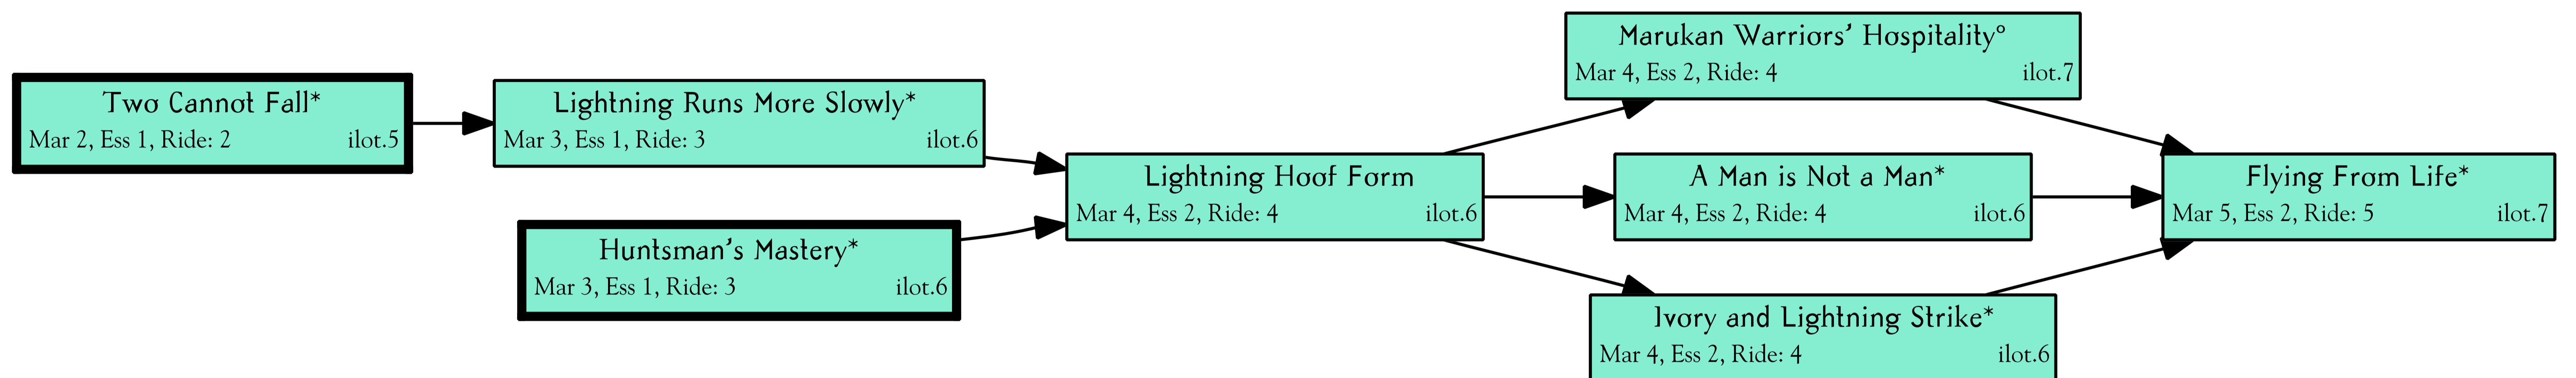 Two Cannot Fall*
Mar 2, Ess 1, Ride: 2 ilot.5
Lightning Runs More Slowly*
Mar 3, Ess 1, Ride: 3 ilot.6
Huntsman's Mastery*
Mar 3, Ess 1, Ride: 3 ilot.6
Lightning Hoof Form
Mar 4, Ess 2, Ride: 4 ilot.6
Marukan Warriors' Hospitality°
Mar 4, Ess 2, Ride: 4 ilot.7
A Man is Not a Man*
Mar 4, Ess 2, Ride: 4 ilot.6
Ivory and Lightning Strike*
Mar 4, Ess 2, Ride: 4 ilot.6
Flying From Life*
Mar 5, Ess 2, Ride: 5 ilot.7